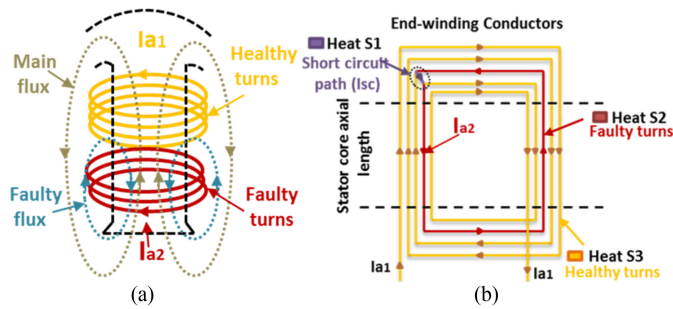 Ia1
Main
flux
Healthy
turns
Faulty
flux
Faulty
turns
Ia2
(a)
End-winding Conductors
Heat S1
Short circuit
path (Isc)
Stator core axial
length
Ia2
Heat S2
Faulty turns
Heat S3
Healthy turns
Ia1
Ia1
(b)